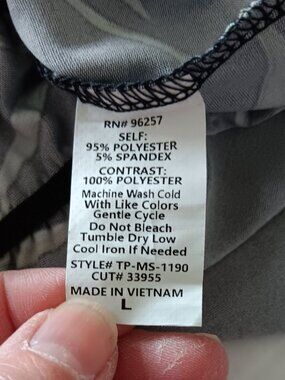 RN# 96257
SELF:
95% POLYESTER
5% SPANDEX
CONTRAST:
100% POLYESTER
Machine Wash Cold
With Like Colors
Gentle Cycle
Do Not Bleach
Tumble Dry Low
Cool Iron If Needed
STYLE# TP-MS-1190
CUT# 33955
MADE IN VIETNAM
L